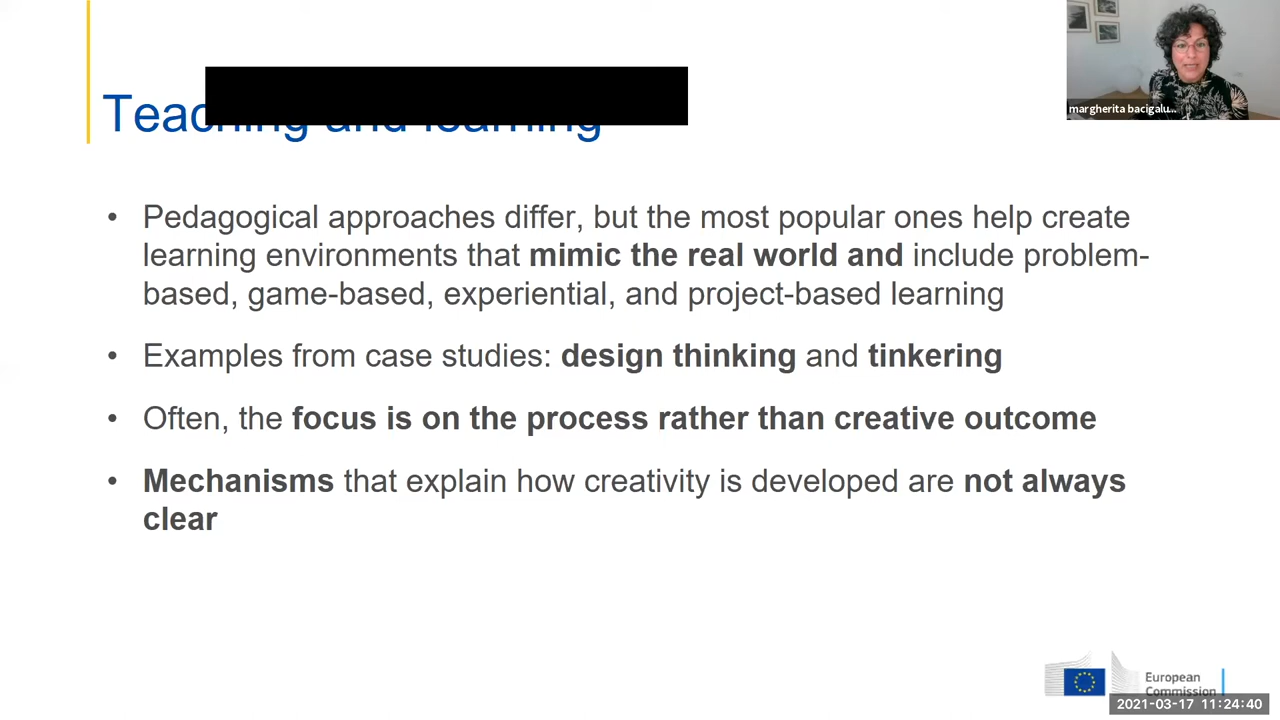 Teaching and learning
margherita bacigalu...
• Pedagogical approaches differ, but the most popular ones help create
learning environments that mimic the real world and include problem-
based, game-based, experiential, and project-based learning
• Examples from case studies: design thinking and tinkering
• Often, the focus is on the process rather than creative outcome
• Mechanisms that explain how creativity is developed are not always
clear
European
Commission
2021-03-17 11:24:40